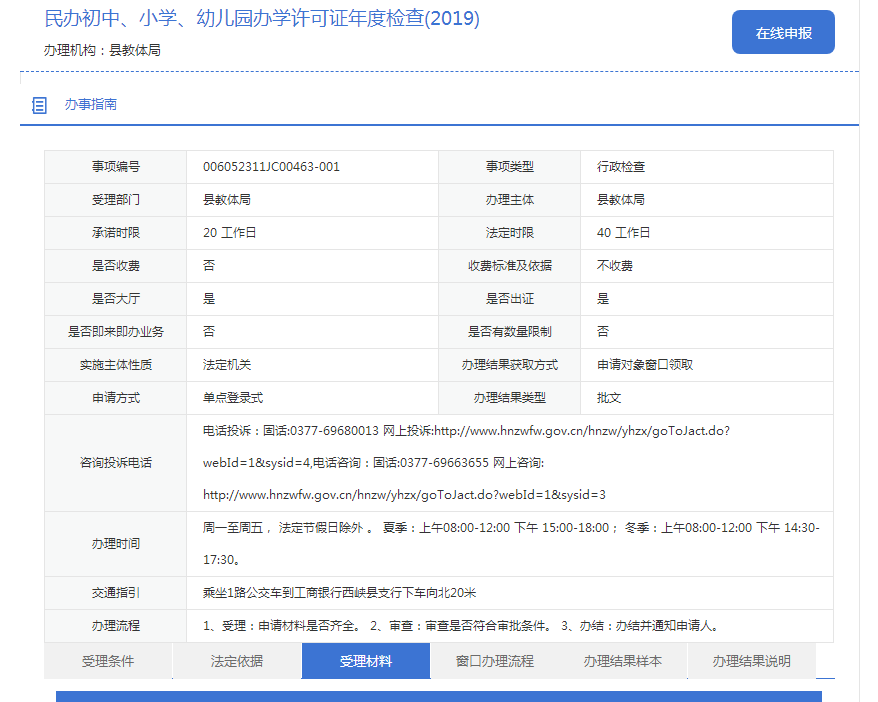 民办初中、小学、幼儿园办学许可证年度检查(2019)
在线申报
办理机构：县教体局
办事指南
事项编号 006052311JC00463-001 事项类型 行政检查
受理部门 县教体局 办理主体 县教体局
承诺时限 20 工作日 法定时限 40 工作日
是否收费 否 收费标准及依据 不收费
是否大厅 是 是否出证 是
是否即来即办业务 否 是否有数量限制 否
实施主体性质 法定机关 办理结果获取方式 申请对象窗口领取
申请方式 单点登录式 办理结果类型 批文
咨询投诉电话
电话投诉：固话:0377-69680013 网上投诉:http://www.hnzwfw.gov.cn/hnzw/yhzx/goToJact.do?
webId=1&sysid=4,电话咨询：固话:0377-69663655 网上咨询:
http://www.hnzwfw.gov.cn/hnzw/yhzx/goToJact.do?webId=1&sysid=3
办理时间
周一至周五 ，法定节假日除外 。 夏季：上午08:00-12:00 下午 15:00-18:00； 冬季：上午08:00-12:00 下午 14:30-
17:30。
交通指引 乘坐1路公交车到工商银行西峡县支行下车向北20米
办理流程 1、受理：申请材料是否齐全。 2、审查：审查是否符合审批条件。 3、办结：办结并通知申请人。
受理条件 法定依据 受理材料 窗口办理流程 办理结果样本 办理结果说明